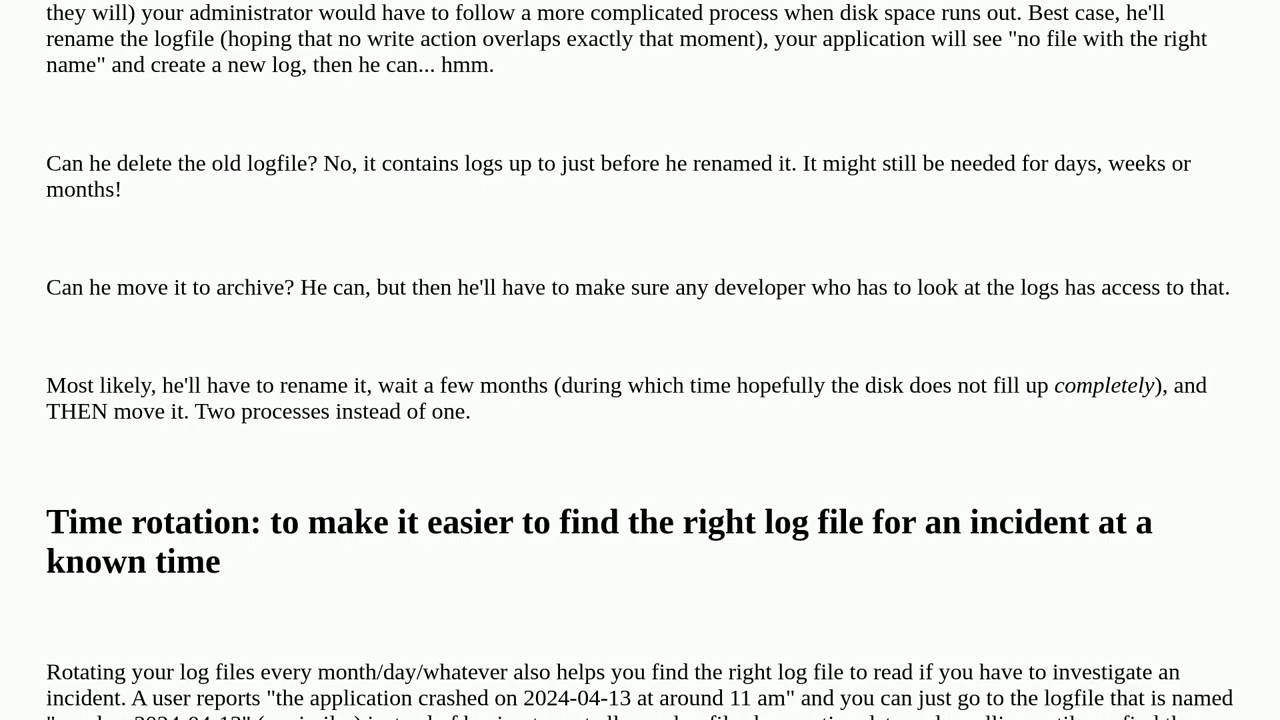 they will) your administrator would have to follow a more complicated process when disk space runs out. Best case, he'll
rename the logfile (hoping that no write action overlaps exactly that moment), your application will see "no file with the right
name" and create a new log, then he can... hmm.
Can he delete the old logfile? No, it contains logs up to just before he renamed it. It might still be needed for days, weeks or
months!
Can he move it to archive? He can, but then he'll have to make sure any developer who has to look at the logs has access to that.
Most likely, he'll have to rename it, wait a few months (during which time hopefully the disk does not fill up completely), and
THEN move it. Two processes instead of one.
Time rotation: to make it easier to find the right log file for an incident at a
known time
Rotating your log files every month/day/whatever also helps you find the right log file to read if you have to investigate an
incident. A user reports "the application crashed on 2024-04-13 at around 11 am" and you can just go to the logfile that is named